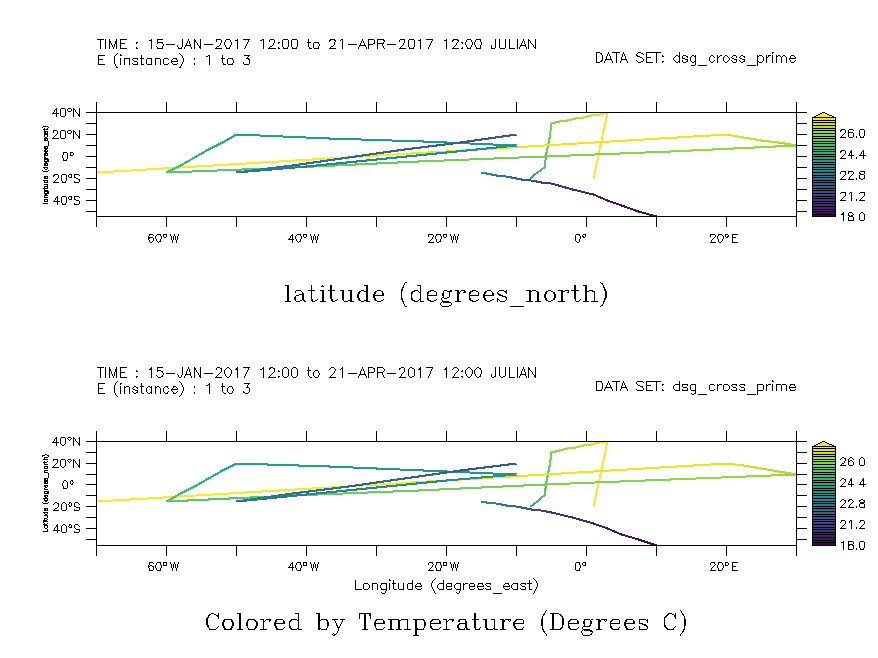 TIME : 15-JAN-2017 12:00 to 21-APR-2017 12:00 JULIAN
E (instance) : 1 to 3
DATA SET: dsg_cross_prime
longitude (degrees_east)
40°N
20°N
0°
20°S
40°S
60°W
40°W
20°W
0°
20°E
26.0
24.4
22.8
21.2
18.0
latitude (degrees_north)
TIME : 15-JAN-2017 12:00 to 21-APR-2017 12:00 JULIAN
E (instance) : 1 to 3
DATA SET: dsg_cross_prime
Latitude (degrees_north)
40°N
20°N
0°
20°S
40°S
60°W
40°W
20°W
0°
20°E
26.0
24.4
22.8
21.2
18.0
Longitude (degrees_east)
Colored by Temperature (Degrees C)